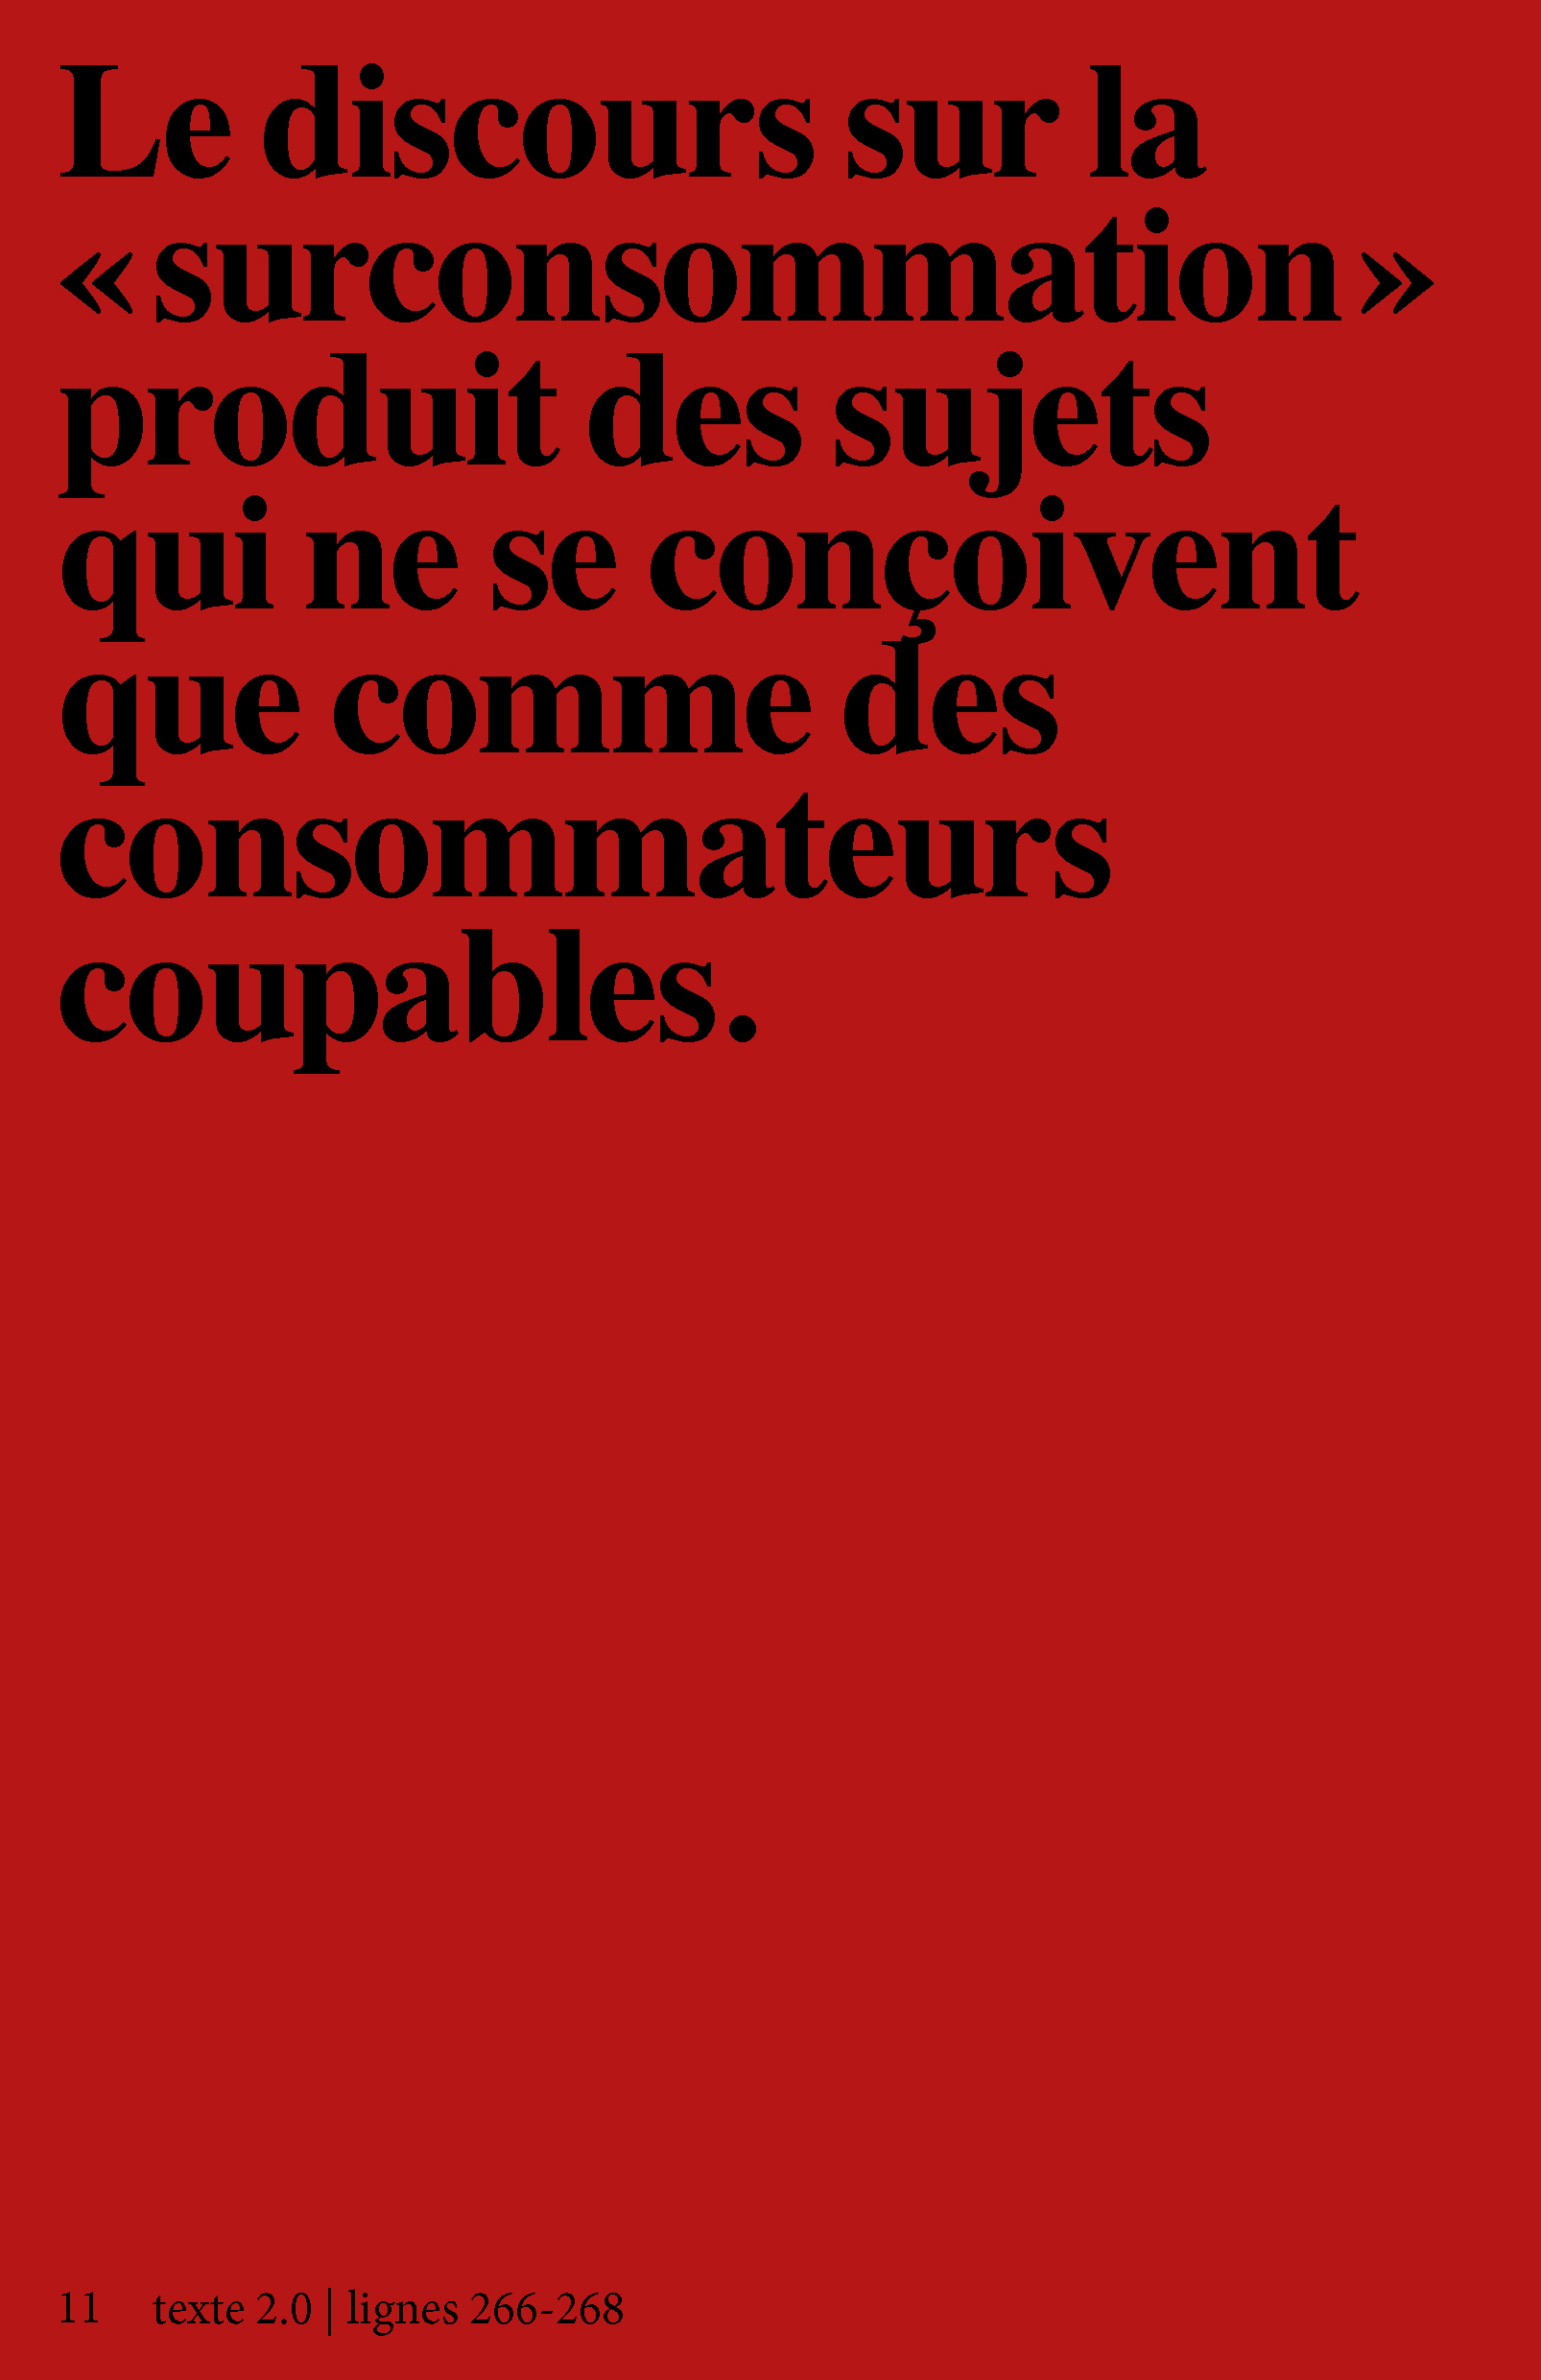 Le discours sur la
« surconsommation »
produit des sujets
qui ne se conçoivent
que comme des
consommateurs
coupables.
11 texte 2.0 | lignes 266-268